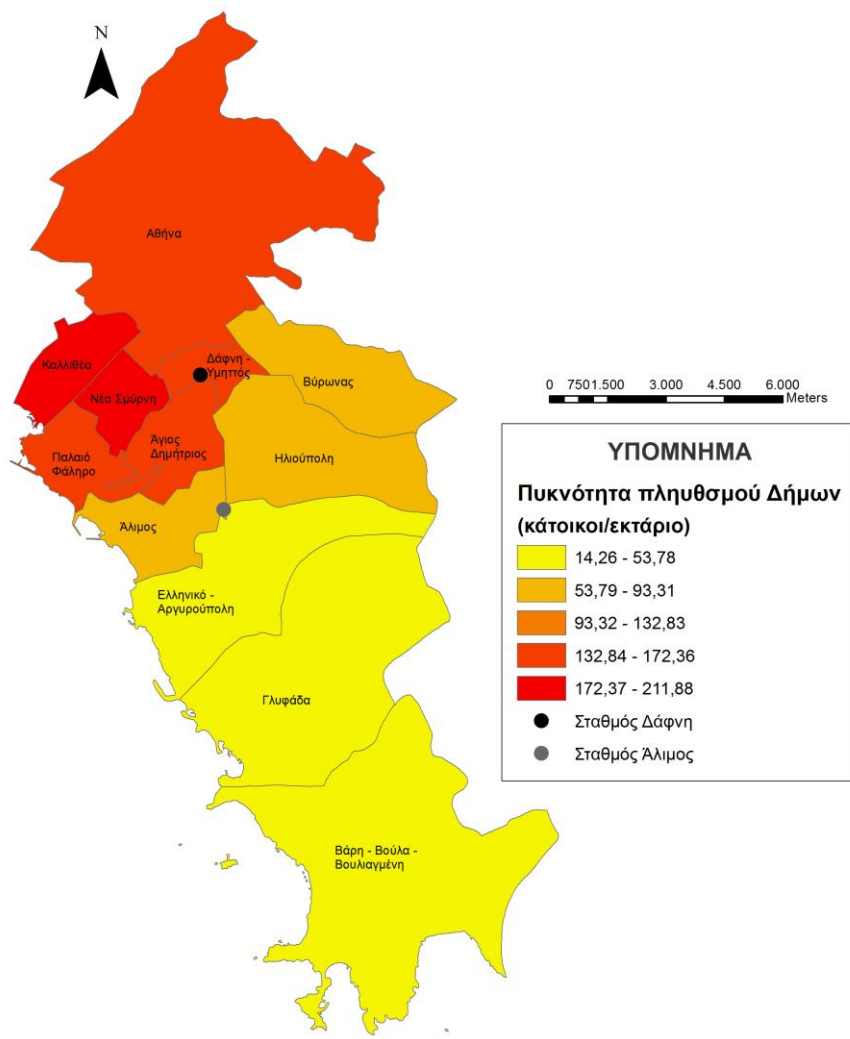 N
Αθήνα
Καλλιθέα
Δάφνη -
Υμηττός
Βύρωνας
Νέα Σμύρνη
Άγιος
Δημήτριος
Παλαιό
Φάληρο
Ηλιούπολη
Άλιμος
Ελληνικό -
Αργυρούπολη
Γλυφάδα
Βάρη - Βούλα -
Βουλιαγμένη
0 7501.500 3.000 4.500 6.000
Meters
ΥΠΟΜΝΗΜΑ
Πυκνότητα πληυθσμού Δήμων
(κάτοικοι/εκτάριο)
14,26 - 53,78
53,79 - 93,31
93,32 - 132,83
132,84 - 172,36
172,37 - 211,88
Σταθμός Δάφνη
Σταθμός Άλιμος